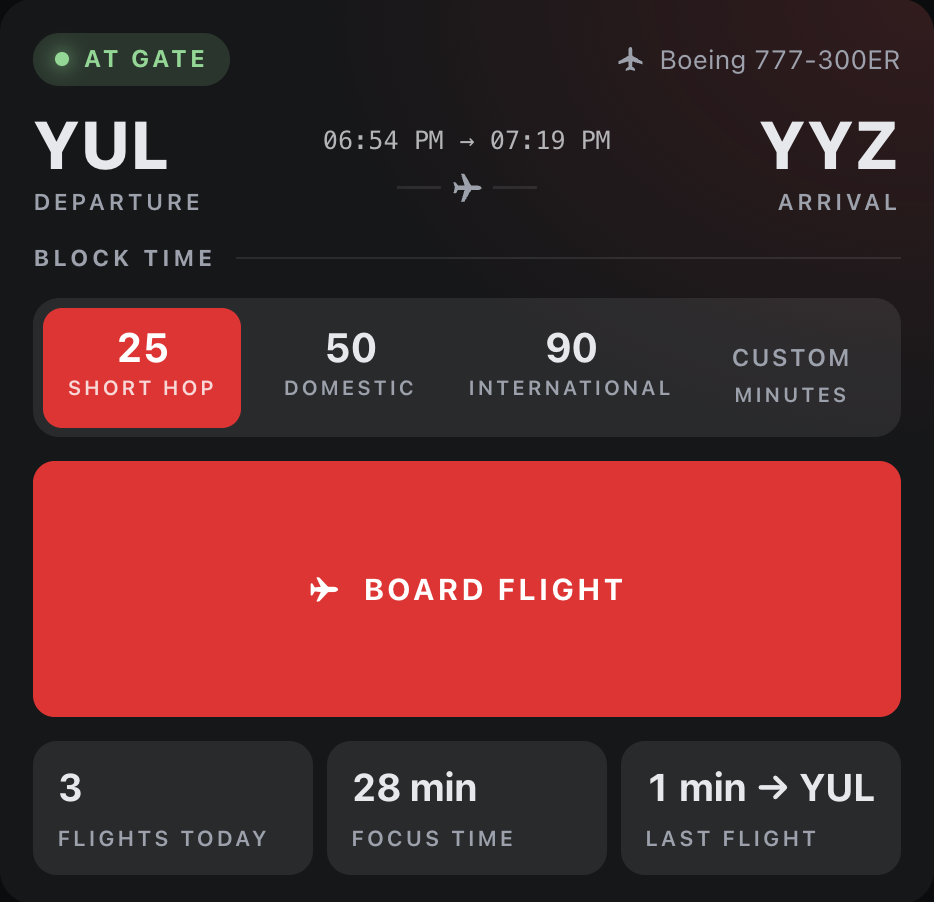 AT GATE
Boeing 777-300ER
YUL
06:54 PM → 07:19 PM
YYZ
DEPARTURE
ARRIVAL
BLOCK TIME
25
SHORT HOP
50
DOMESTIC
90
INTERNATIONAL
CUSTOM
MINUTES
BOARD FLIGHT
3
FLIGHTS TODAY
28 min
FOCUS TIME
1 min → YUL
LAST FLIGHT